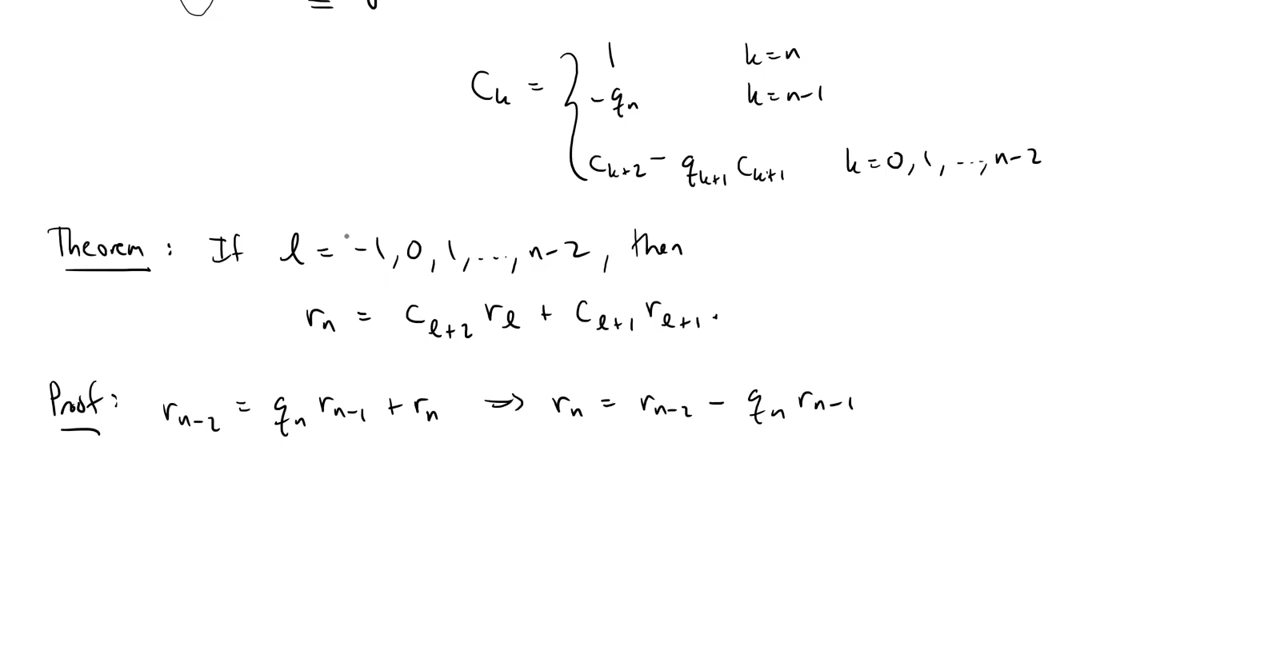 C_k = { 1 k=n
-q_n k=n-1
C_{k+2} - q_{k+1} C_{k+1} k=0,1,...,n-2
Theorem: If l = -1,0,1,...,n-2, then
r_n = C_{l+2} r_l + C_{l+1} r_{l+1}.
Proof: r_{n-2} = q_n r_{n-1} + r_n ⇒ r_n = r_{n-2} - q_n r_{n-1}